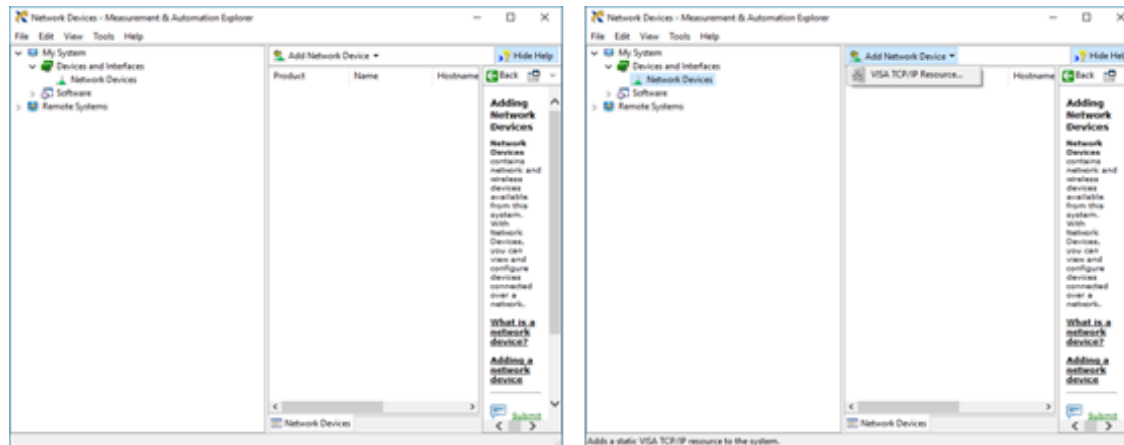 Network Devices - Measurement & Automation Explorer
File Edit View Tools Help
My System
Devices and Interfaces
Network Devices
Software
Remote Systems
Add Network Device
Hide Help
Product Name Hostname
Back
Adding
Network
Devices
Network
Devices
contains
network and
wireless
devices
available
from this
system.
With
Network
Devices,
you can
view and
configure
devices
connected
over a
network.
What is a
network
device?
Adding a
network
device
Submit
Network Devices
Network Devices - Measurement & Automation Explorer
File Edit View Tools Help
My System
Devices and Interfaces
Network Devices
Software
Remote Systems
Add Network Device
Hide Hel
VISA TCP/IP Resource...
Hostname
Back
Adding
Network
Devices
Network
Devices
contains
network and
wireless
devices
available
from this
system.
With
Network
Devices,
you can
view and
configure
devices
connected
over a
network.
What is a
network
device?
Adding a
network
device
Submit
Network Devices
Adds a static VISA TCP/IP resource to the system.